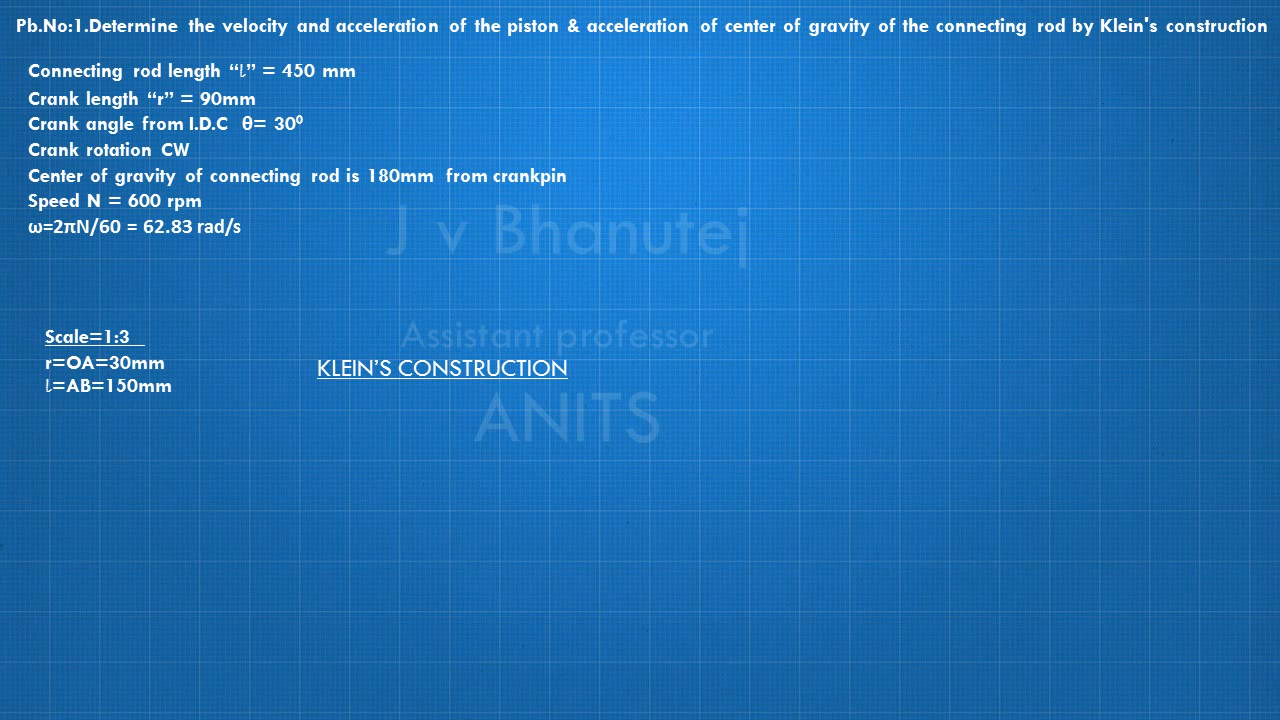 Pb.No:1.Determine the velocity and acceleration of the piston & acceleration of center of gravity of the connecting rod by Klein's construction
Connecting rod length “l” = 450 mm
Crank length “r” = 90mm
Crank angle from I.D.C θ= 30⁰
Crank rotation CW
Center of gravity of connecting rod is 180mm from crankpin
Speed N = 600 rpm
ω=2πN/60 = 62.83 rad/s
J v Bhanutej
Assistant professor
ANITS
Scale=1:3
r=OA=30mm
l=AB=150mm
KLEIN’S CONSTRUCTION